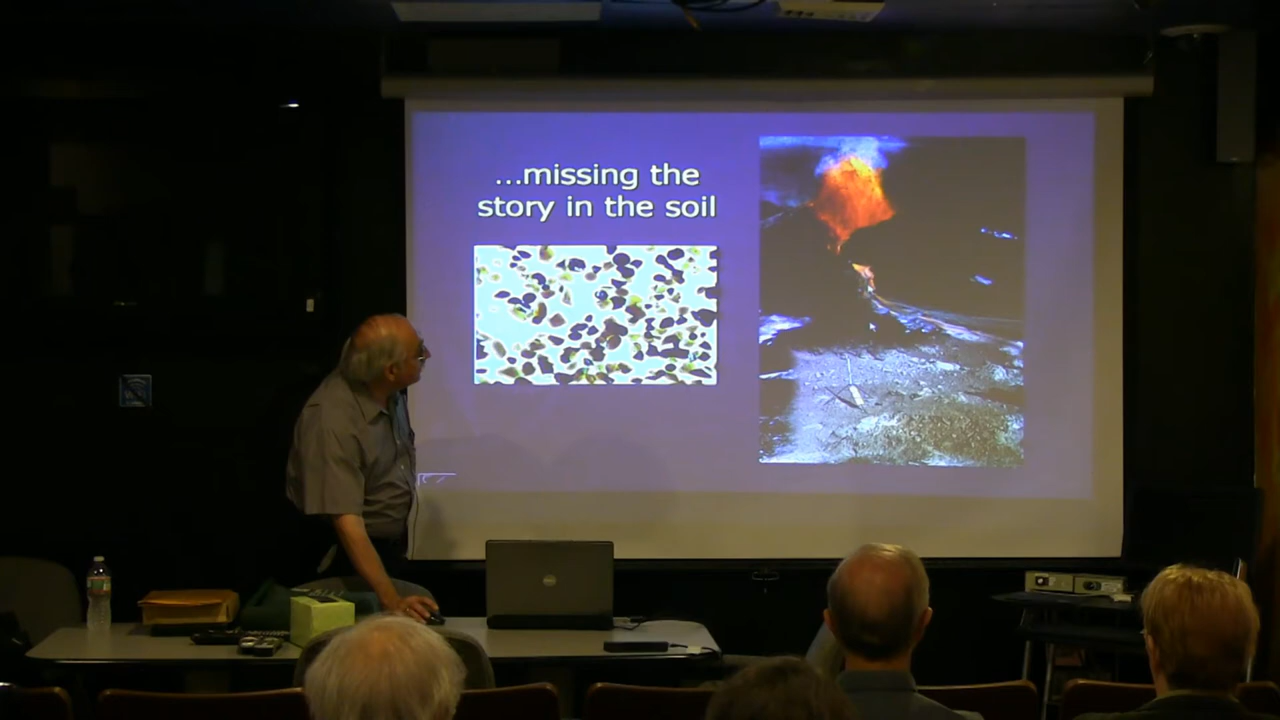 ...missing the
story in the soil